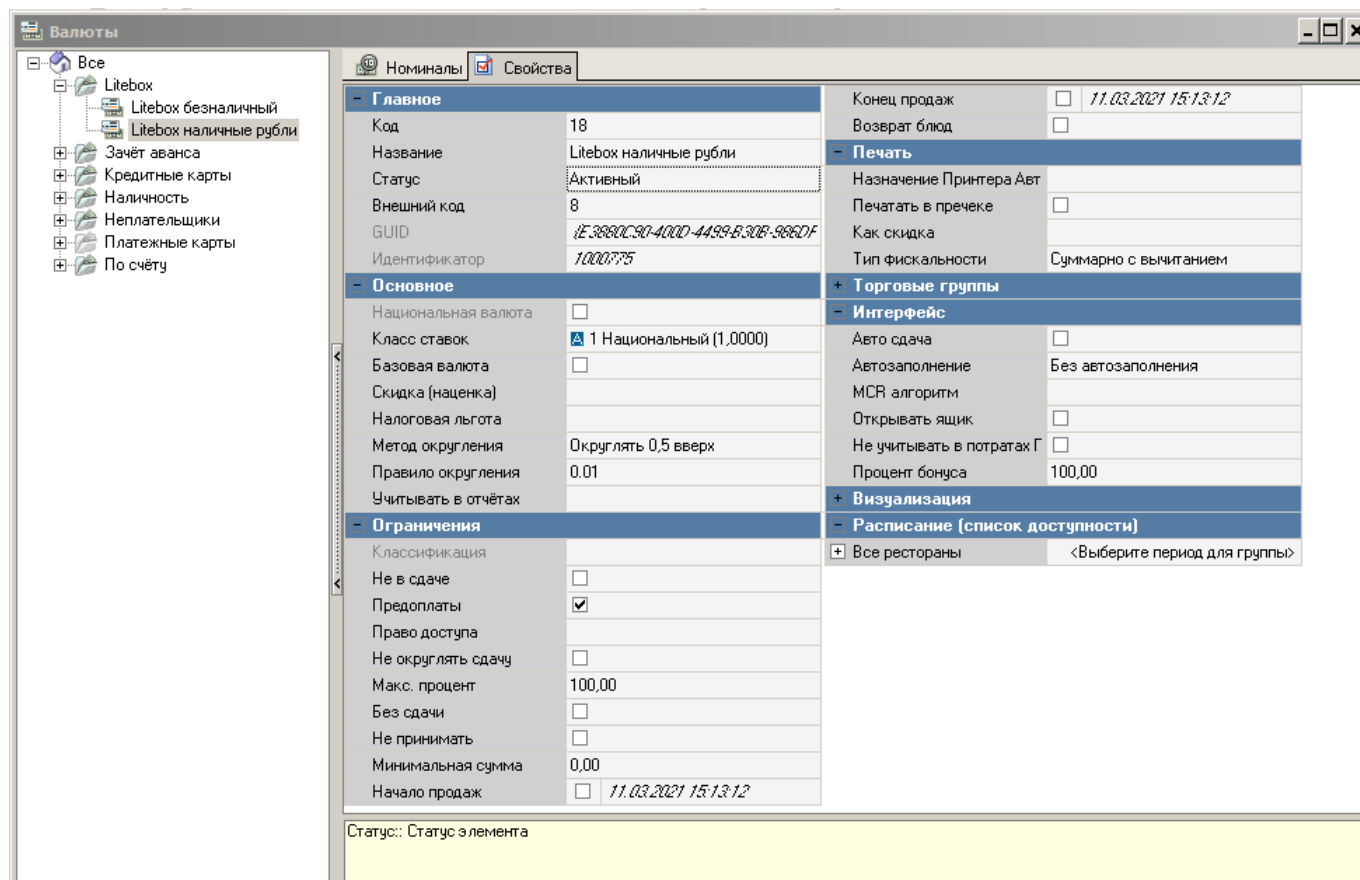 Валюты
Все
Litebox
Litebox безналичный
Litebox наличные рубли
Зачёт аванса
Кредитные карты
Наличность
Неплательщики
Платежные карты
По счёту
Номиналы Свойства
Главное
Код 18
Название Litebox наличные рубли
Статус Активный
Внешний код 8
GUID
Идентификатор 1000775
Основное
Национальная валюта
Класс ставок 1 Национальный (1,0000)
Базовая валюта
Скидка (наценка)
Налоговая льгота
Метод округления Округлять 0,5 вверх
Правило округления 0.01
Учитывать в отчётах
Ограничения
Классификация
Не в сдаче
Предоплаты
Право доступа
Не округлять сдачу
Макс. процент 100,00
Без сдачи
Не принимать
Минимальная сумма 0,00
Начало продаж 11.03.2021 15:13:12
Конец продаж 11.03.2021 15:13:12
Возврат блюд
Печать
Назначение Принтера Авт
Печатать в пречеке
Как скидка
Тип фискальности Суммарно с вычитанием
Торговые группы
Интерфейс
Авто сдача
Автозаполнение Без автозаполнения
MCR алгоритм
Открывать ящик
Не учитывать в потратах Г
Процент бонуса 100,00
Визуализация
Расписание (список доступности)
Все рестораны <Выберите период для группы>
Статус:: Статус элемента